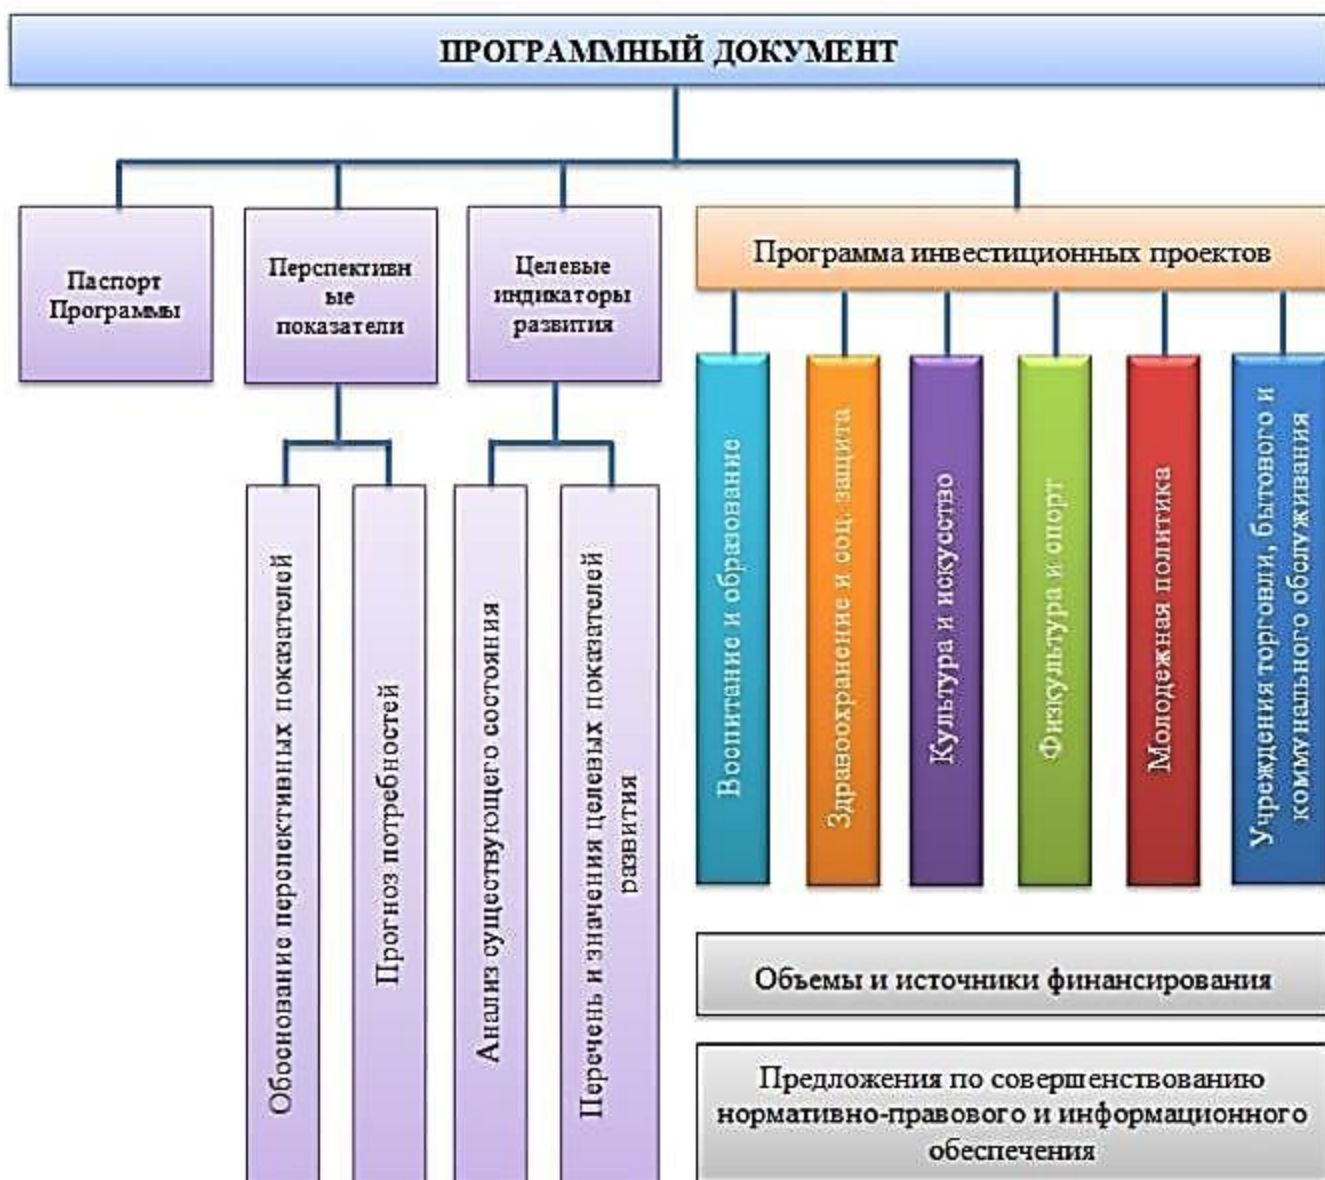 ПРОГРАММНЫЙ ДОКУМЕНТ
Паспорт
Программы
Перспективн
ые
показатели
Целевые
индикаторы
развития
Программа инвестиционных проектов
Обоснование перспективных показателей
Прогноз потребностей
Анализ существующего состояния
Перечень и значения целевых показателей
развития
Воспитание и образование
Здравоохранение и соц. защита
Культура и искусство
Физкультура и спорт
Молодежная политика
Учреждения торговли, бытового и
коммунального обслуживания
Объемы и источники финансирования
Предложения по совершенствованию
нормативно-правового и информационного
обеспечения